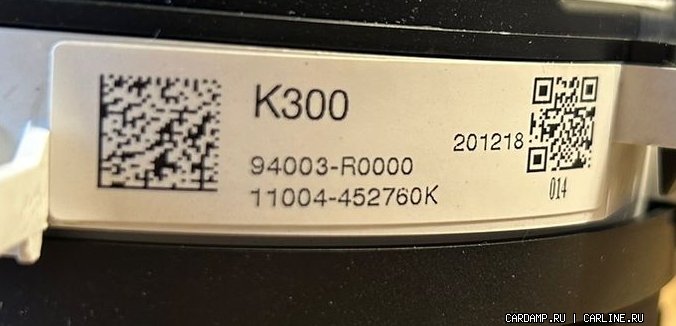 K300
94003-R0000
11004-452760K
201218
014
CARDAMP.RU | CARLINE.RU